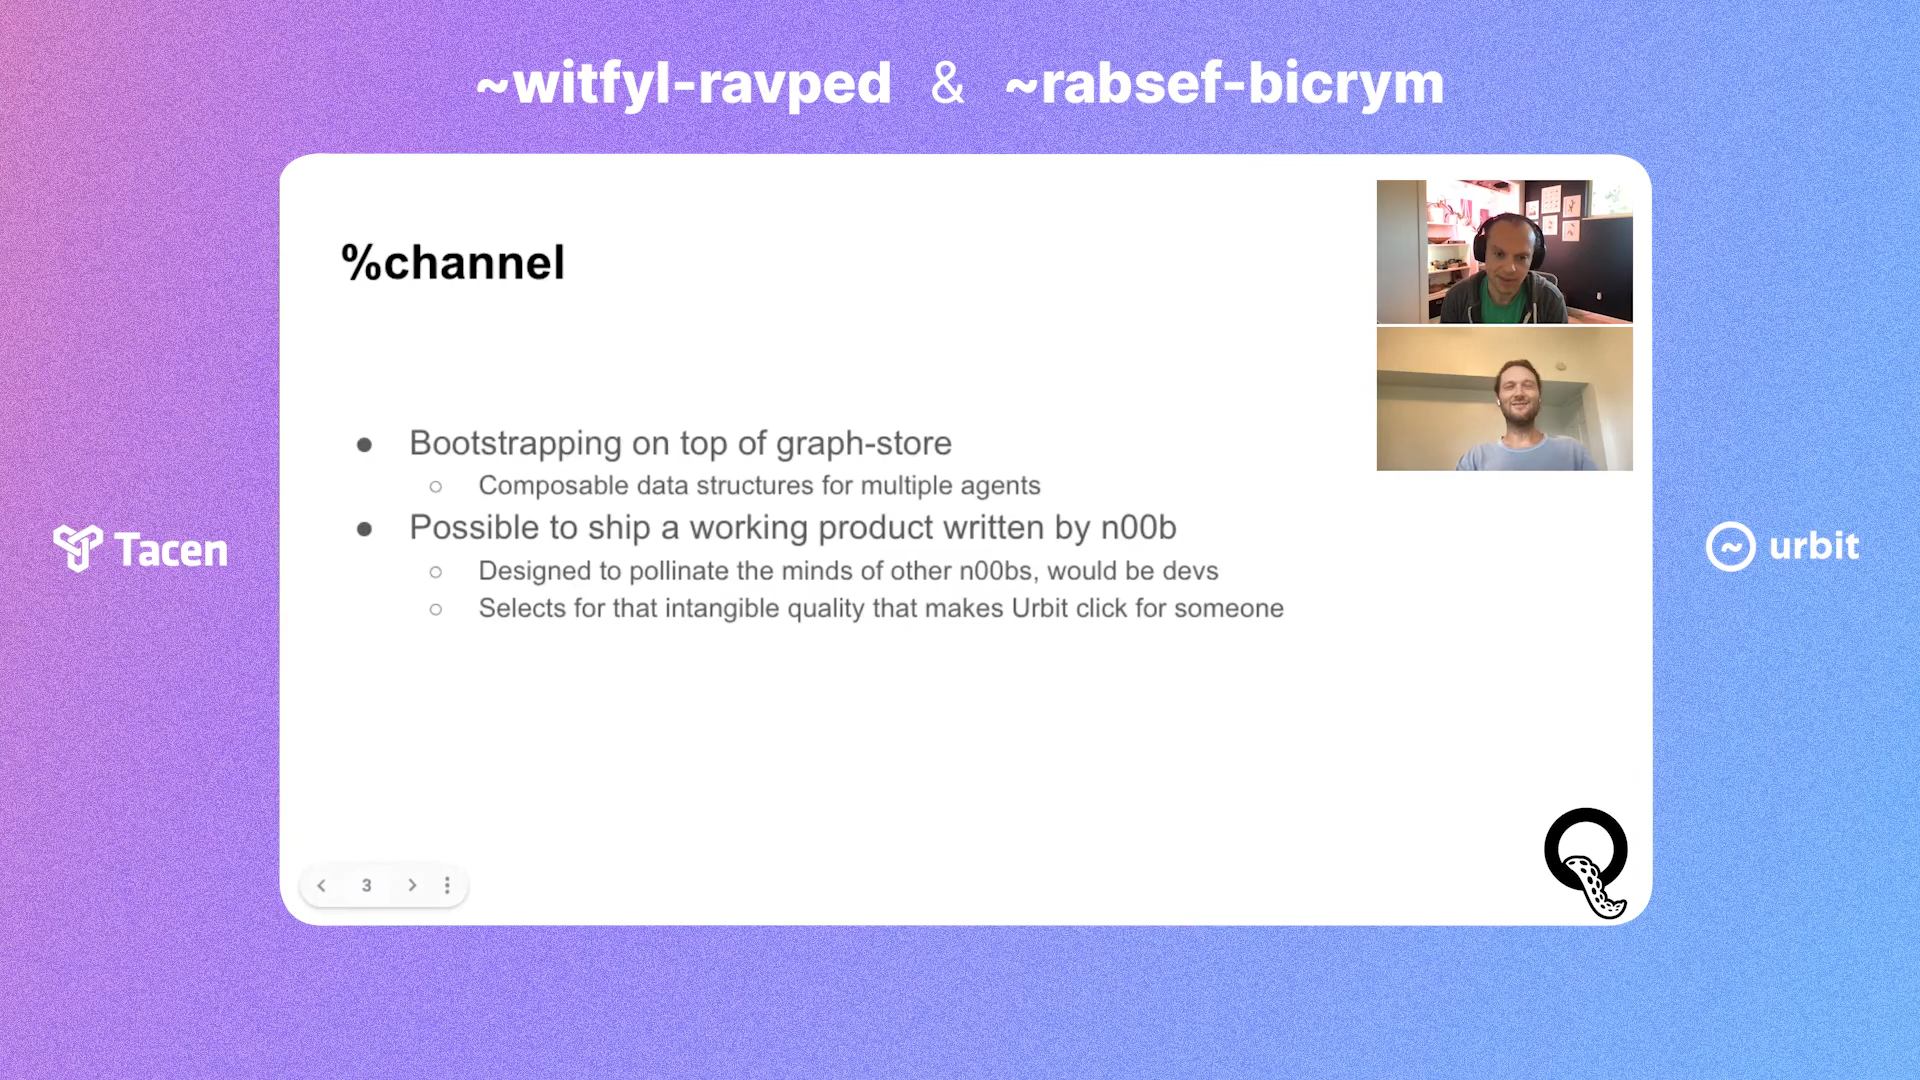 ~witfyl-ravped & ~rabsef-bicrym
%channel
Bootstrapping on top of graph-store
Composable data structures for multiple agents
Possible to ship a working product written by n00b
Designed to pollinate the minds of other n00bs, would be devs
Selects for that intangible quality that makes Urbit click for someone
Tacen
~ urbit
3